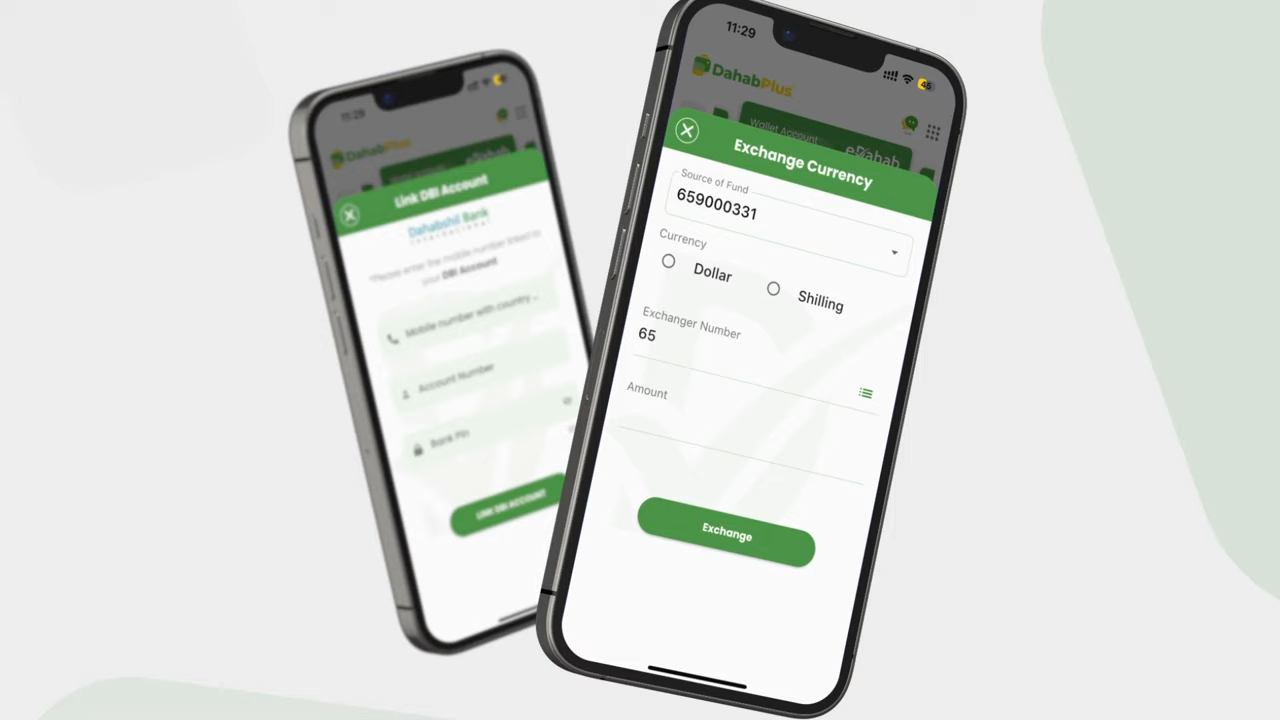 11:29
DahabPlus
Link DBI Account
Dahabshil Bank
International
*Please enter the mobile number linked to
your DBI Account
Mobile number with country ...
Account Number
Bank Pin
LINK DBI ACCOUNT
11:29
45
DahabPlus
Wallet Account
eDahab
Exchange Currency
Source of Fund
659000331
Currency
Dollar
Shilling
Exchanger Number
65
Amount
Exchange